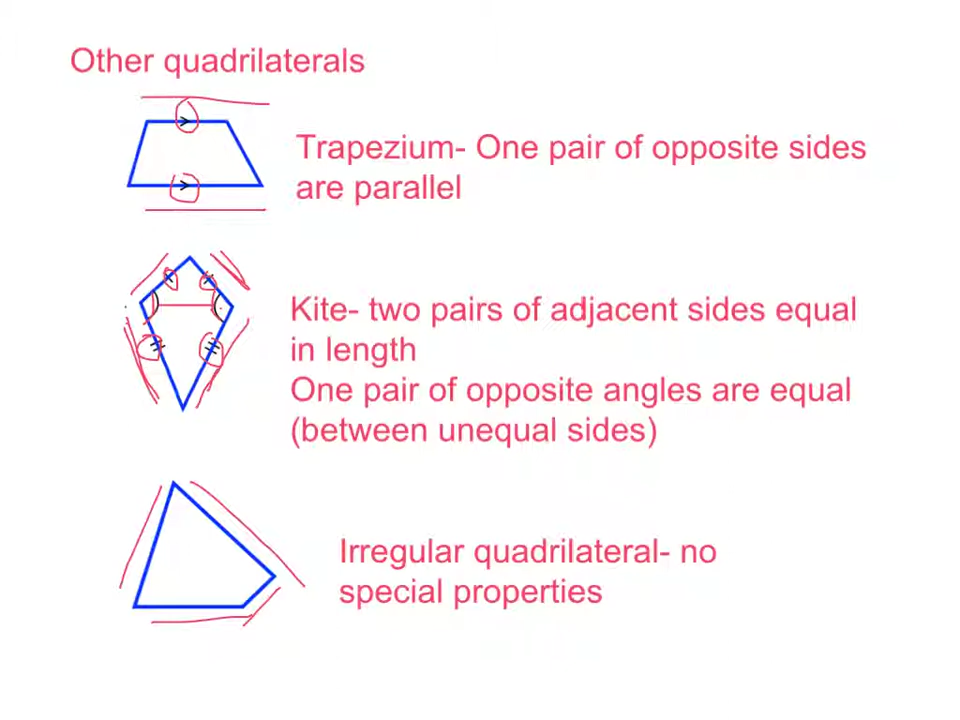 Other quadrilaterals
Trapezium- One pair of opposite sides
are parallel
Kite- two pairs of adjacent sides equal
in length
One pair of opposite angles are equal
(between unequal sides)
Irregular quadrilateral- no
special properties